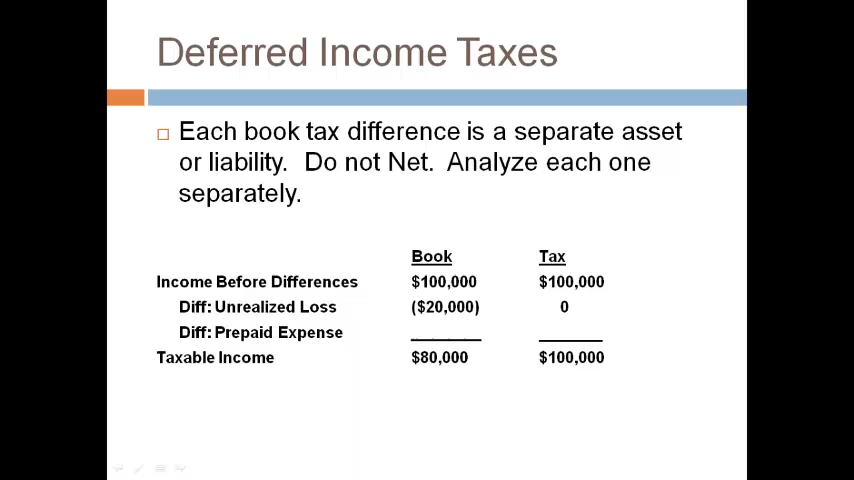 Deferred Income Taxes
Each book tax difference is a separate asset
or liability. Do not Net. Analyze each one
separately.
Book Tax
Income Before Differences $100,000 $100,000
Diff: Unrealized Loss ($20,000) 0
Diff: Prepaid Expense
Taxable Income $80,000 $100,000